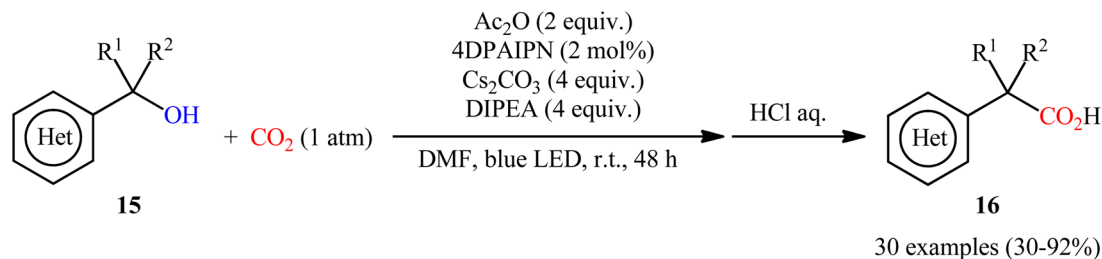 R¹ R²
Het
OH
15
+ CO₂ (1 atm)
Ac₂O (2 equiv.)
4DPAIPN (2 mol%)
Cs₂CO₃ (4 equiv.)
DIPEA (4 equiv.)
DMF, blue LED, r.t., 48 h
HCl aq.
R¹ R²
Het
CO₂H
16
30 examples (30-92%)